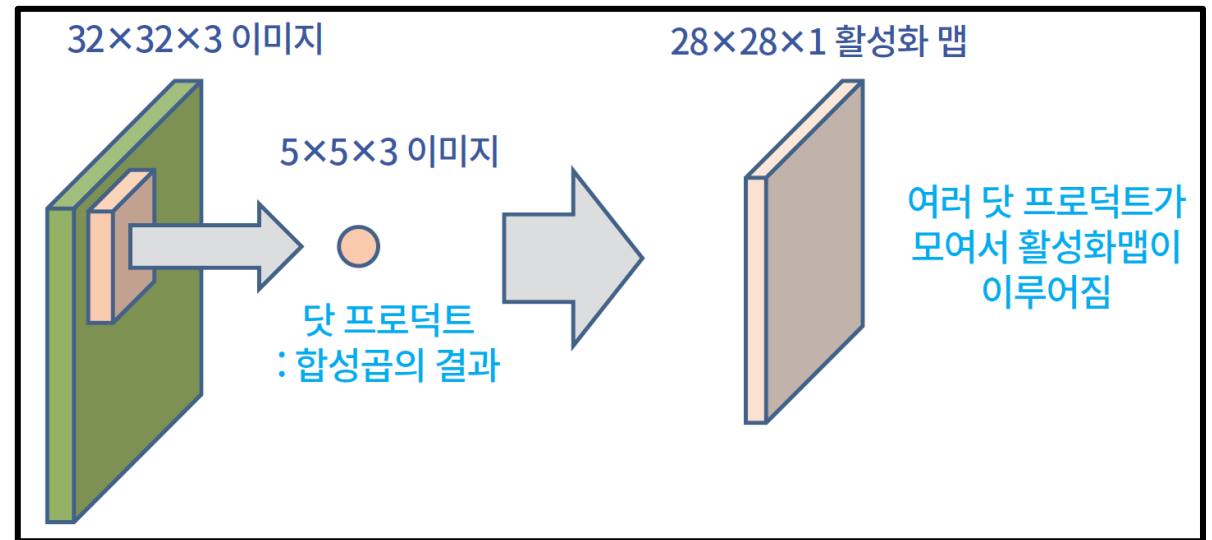 32×32×3 이미지
28×28×1 활성화 맵
5×5×3 이미지
닷 프로덕트
: 합성곱의 결과
여러 닷 프로덕트가
모여서 활성화맵이
이루어짐